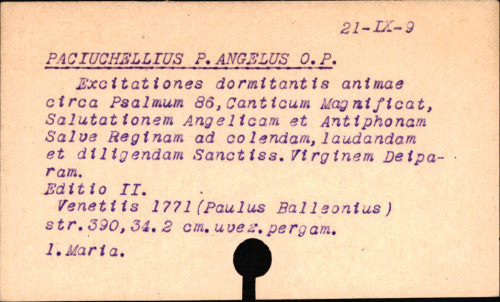 21-IX-9
PACIUCHELLIUS P. ANGELUS O.P.
Excitationes dormitantis animae
circa Psalmum 86, Canticum Magnificat,
Salutationem Angelicam et Antiphonam
Salve Reginam ad colendam, laudandam
et diligendam Sanctiss. Virginem Deipa-
ram.
Editio II.
Venetiis 1771 (Paulus Balleonius)
str. 390, 34.2 cm. uvez. pergam.
1. Maria.